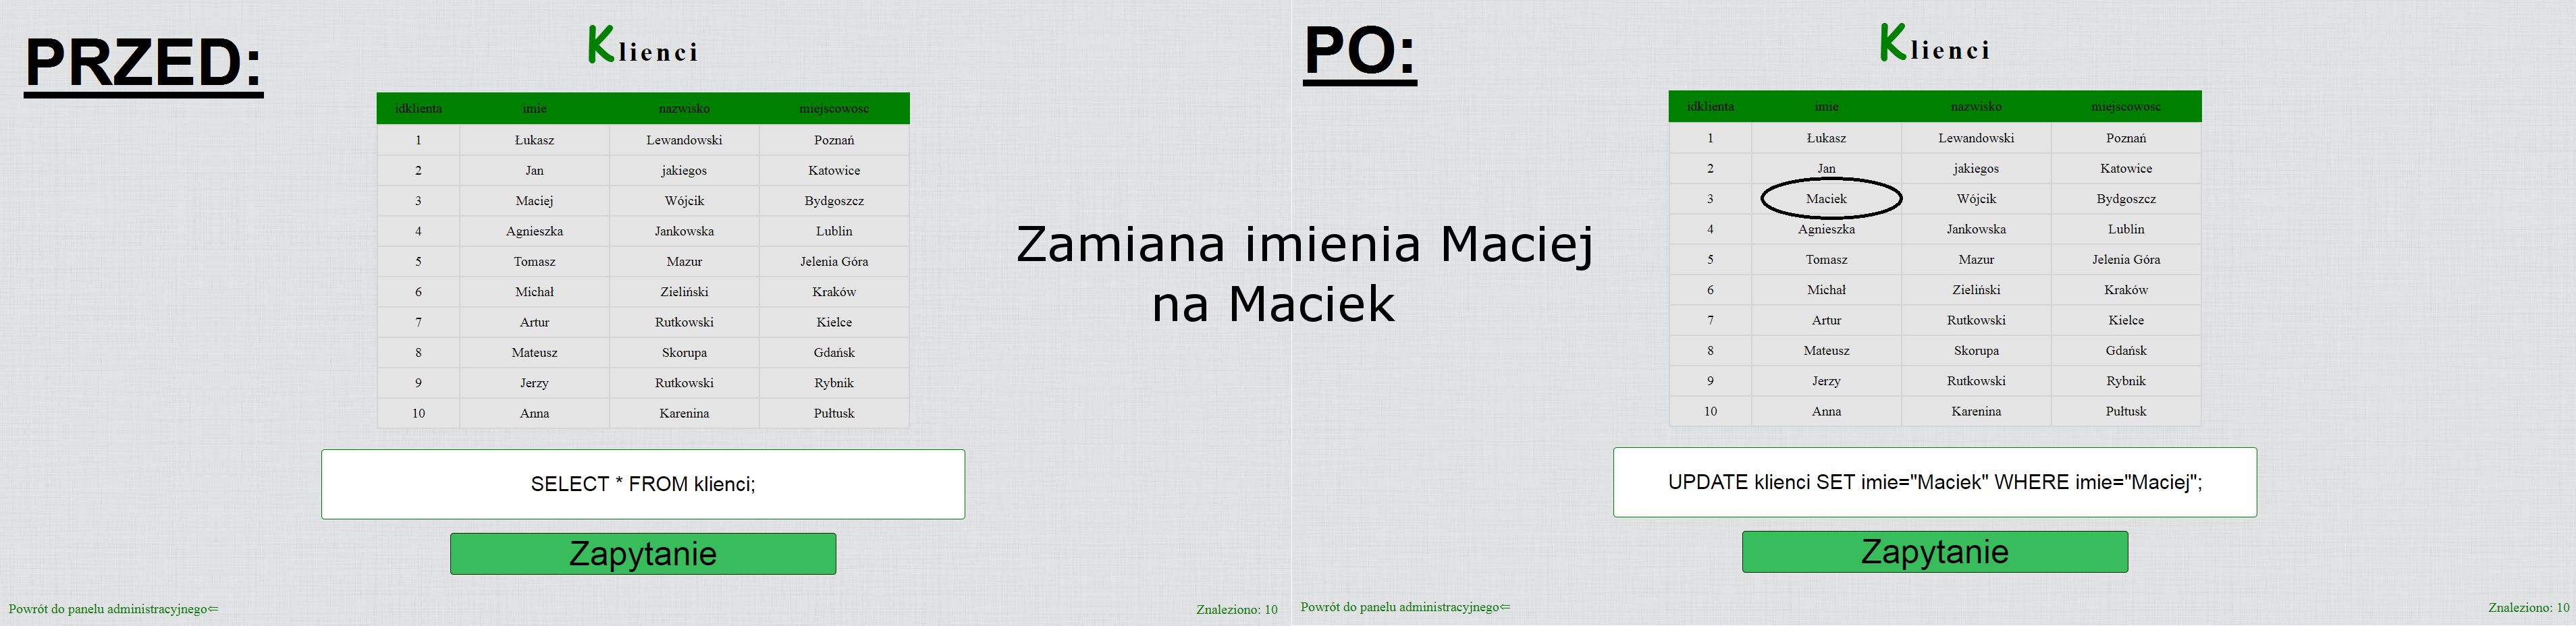 PRZED:
Klienci
idklienta imie nazwisko miejscowosc
1 Łukasz Lewandowski Poznań
2 Jan jakiegos Katowice
3 Maciej Wójcik Bydgoszcz
4 Agnieszka Jankowska Lublin
5 Tomasz Mazur Jelenia Góra
6 Michał Zieliński Kraków
7 Artur Rutkowski Kielce
8 Mateusz Skorupa Gdańsk
9 Jerzy Rutkowski Rybnik
10 Anna Karenina Pułtusk
SELECT * FROM klienci;
Zapytanie
Powrót do panelu administracyjnego⇐
Znaleziono: 10
Zamiana imienia Maciej
na Maciek
PO:
Klienci
idklienta imie nazwisko miejscowosc
1 Łukasz Lewandowski Poznań
2 Jan jakiegos Katowice
3 Maciek Wójcik Bydgoszcz
4 Agnieszka Jankowska Lublin
5 Tomasz Mazur Jelenia Góra
6 Michał Zieliński Kraków
7 Artur Rutkowski Kielce
8 Mateusz Skorupa Gdańsk
9 Jerzy Rutkowski Rybnik
10 Anna Karenina Pułtusk
UPDATE klienci SET imie="Maciek" WHERE imie="Maciej";
Zapytanie
Powrót do panelu administracyjnego⇐
Znaleziono: 10